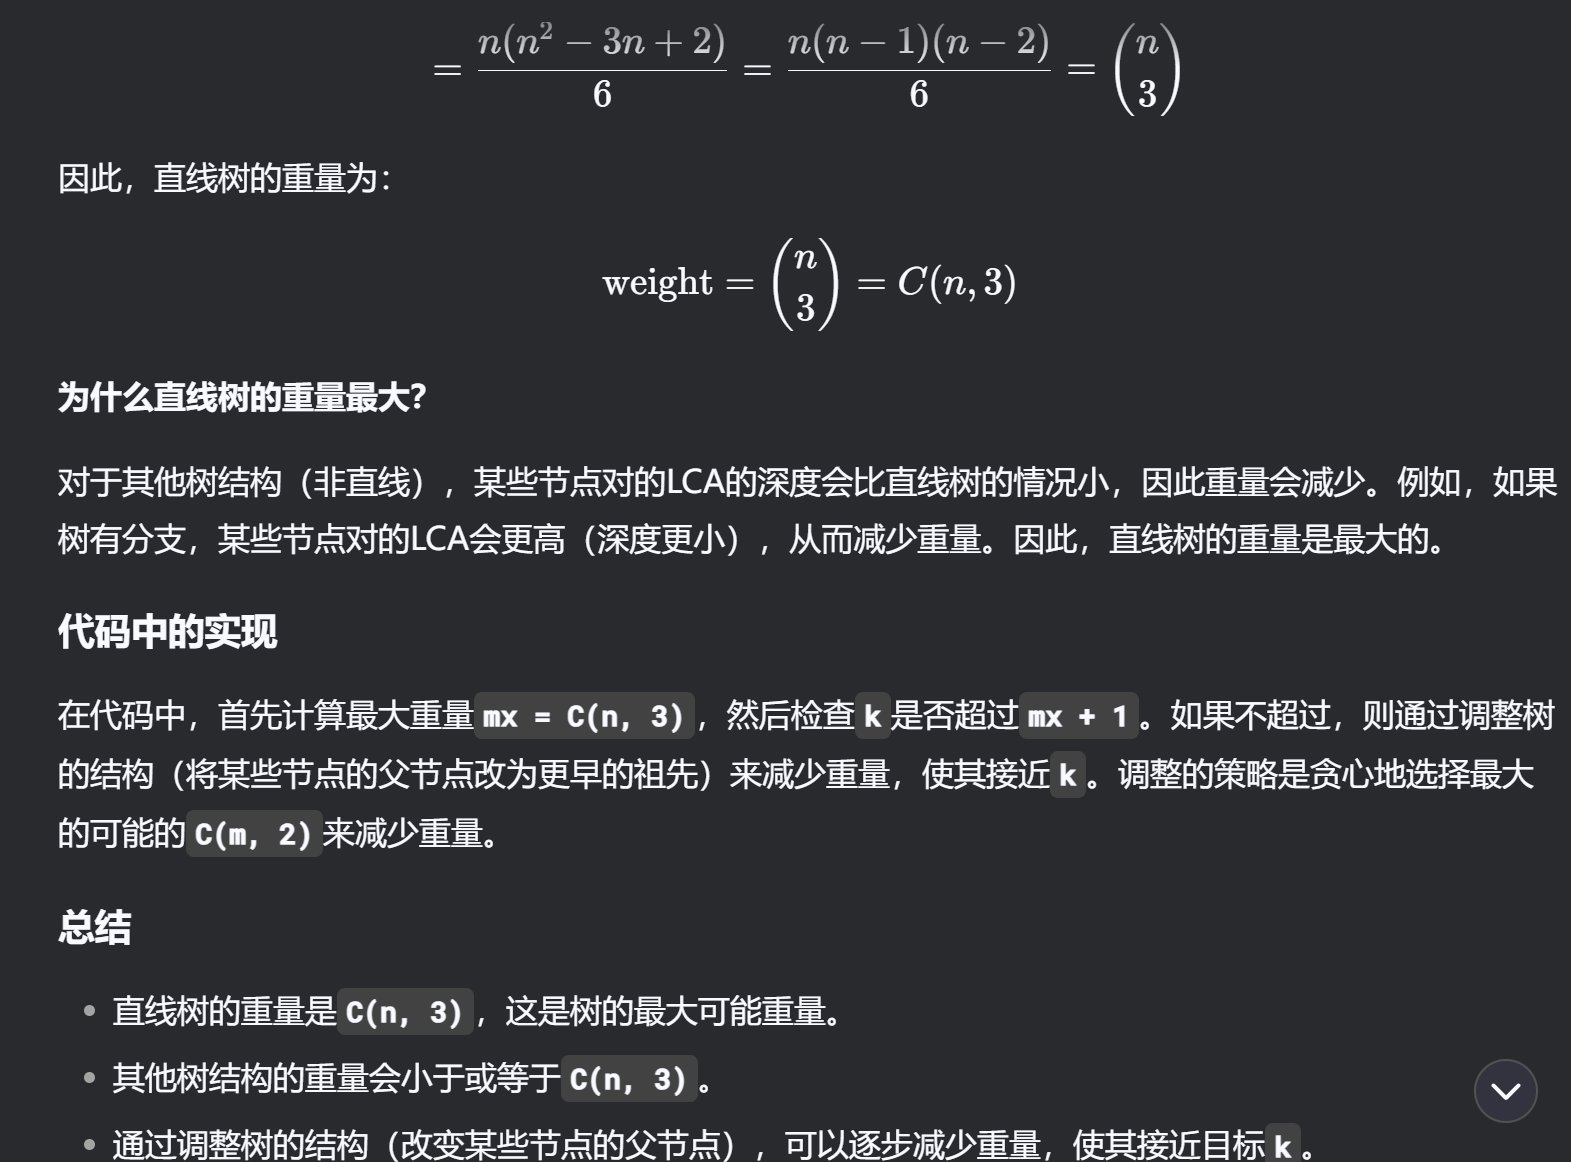 = n(n² − 3n + 2) / 6 = n(n − 1)(n − 2) / 6 = (n 3)
因此，直线树的重量为：
weight = (n 3) = C(n, 3)
为什么直线树的重量最大？
对于其他树结构（非直线），某些节点对的LCA的深度会比直线树的情况小，因此重量会减少。例如，如果
树有分支，某些节点对的LCA会更高（深度更小），从而减少重量。因此，直线树的重量是最大的。
代码中的实现
在代码中，首先计算最大重量 mx = C(n, 3)，然后检查 k 是否超过 mx + 1。如果不超过，则通过调整树
的结构（将某些节点的父节点改为更早的祖先）来减少重量，使其接近 k。调整的策略是贪心地选择最大
的可能的 C(m, 2) 来减少重量。
总结
• 直线树的重量是 C(n, 3)，这是树的最大可能重量。
• 其他树结构的重量会小于或等于 C(n, 3)。
• 通过调整树的结构（改变某些节点的父节点），可以逐步减少重量，使其接近目标 k。